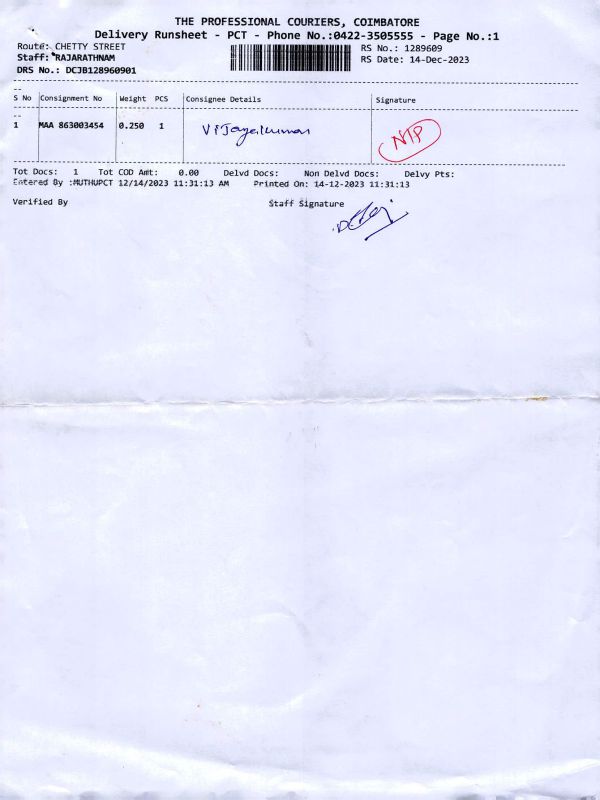 THE PROFESSIONAL COURIERS, COIMBATORE
Delivery Runsheet - PCT - Phone No.:0422-3505555 - Page No.:1
Route: CHETTY STREET RS No.: 1289609
Staff: RAJARATHNAM RS Date: 14-Dec-2023
DRS No.: DCJB128960901
S No Consignment No Weight PCS Consignee Details Signature
1 MAA 863003454 0.250 1 Vijayakumar NTP
Tot Docs: 1 Tot COD Amt: 0.00 Delvd Docs: Non Delvd Docs: Delvy Pts:
Entered By :MUTHUPCT 12/14/2023 11:31:13 AM Printed On: 14-12-2023 11:31:13
Verified By Staff Signature